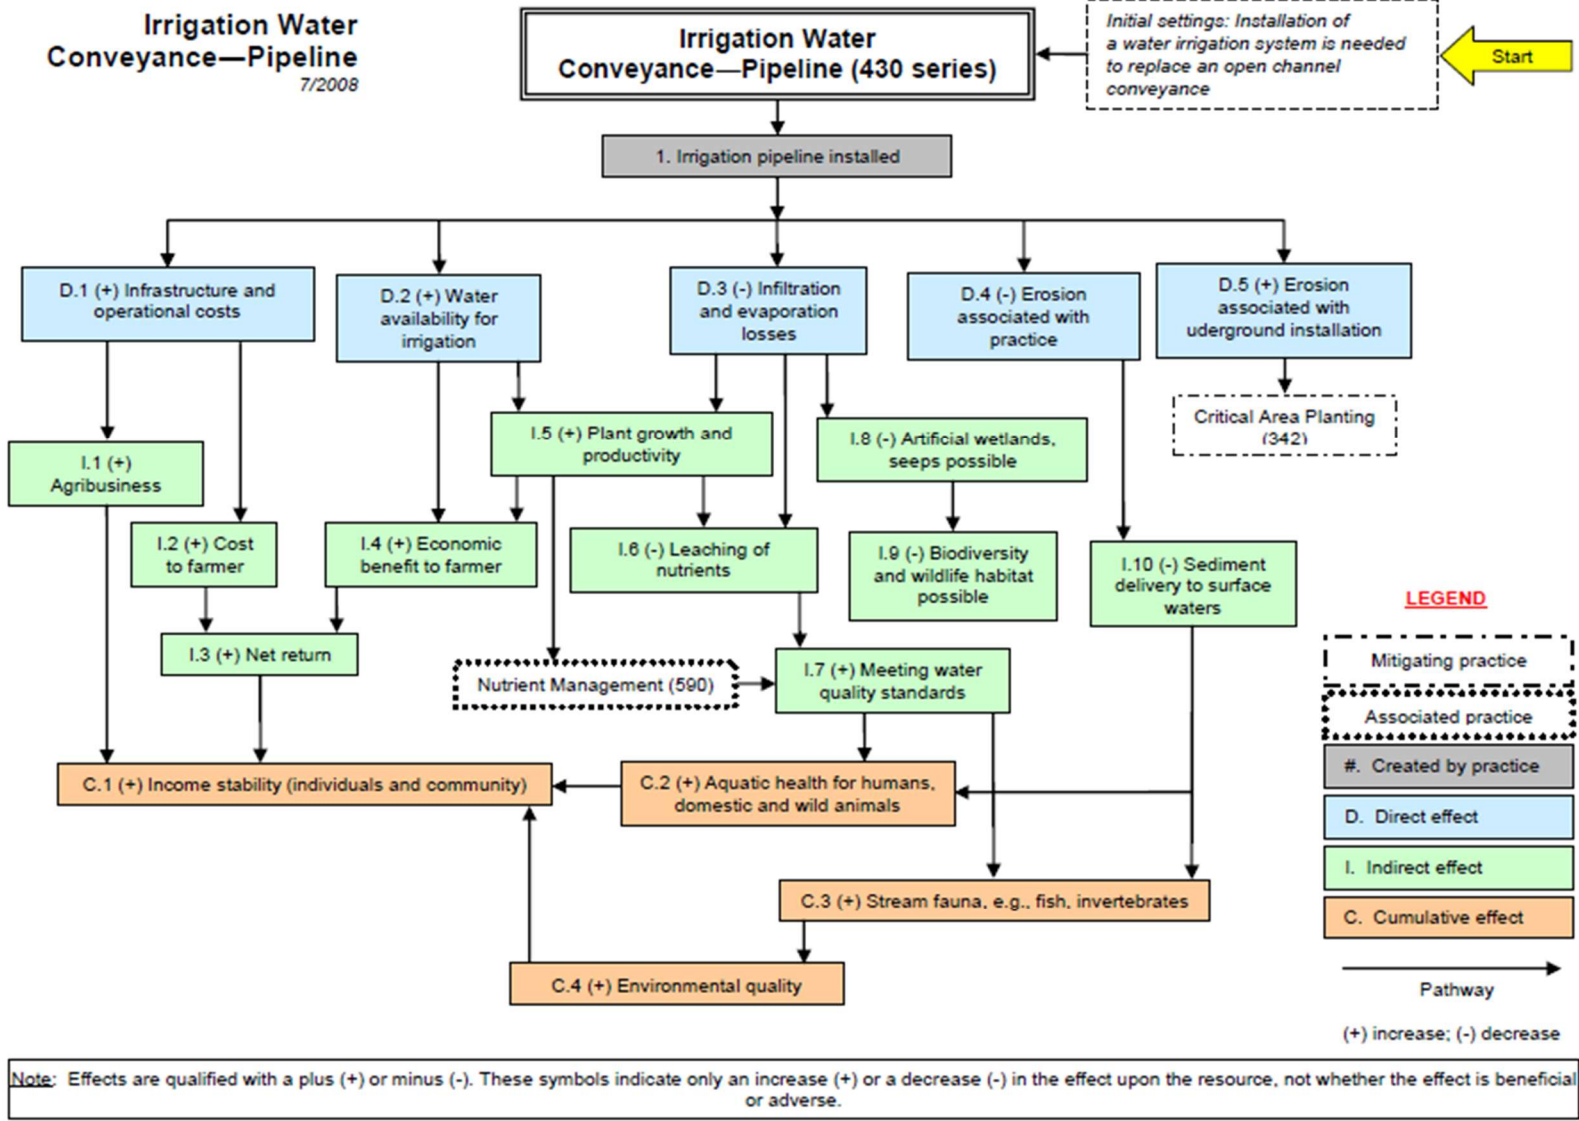 Irrigation Water
Conveyance—Pipeline
7/2008
Irrigation Water
Conveyance—Pipeline (430 series)
Initial settings: Installation of
a water irrigation system is needed
to replace an open channel
conveyance
Start
1. Irrigation pipeline installed
D.1 (+) Infrastructure and
operational costs
D.2 (+) Water
availability for
irrigation
D.3 (-) Infiltration
and evaporation
losses
D.4 (-) Erosion
associated with
practice
D.5 (+) Erosion
associated with
uderground installation
Critical Area Planting
(342)
I.1 (+)
Agribusiness
I.5 (+) Plant growth and
productivity
I.8 (-) Artificial wetlands,
seeps possible
I.2 (+) Cost
to farmer
I.4 (+) Economic
benefit to farmer
I.6 (-) Leaching of
nutrients
I.9 (-) Biodiversity
and wildlife habitat
possible
I.10 (-) Sediment
delivery to surface
waters
I.3 (+) Net return
Nutrient Management (590)
I.7 (+) Meeting water
quality standards
C.1 (+) Income stability (individuals and community)
C.2 (+) Aquatic health for humans,
domestic and wild animals
C.3 (+) Stream fauna, e.g., fish, invertebrates
C.4 (+) Environmental quality
LEGEND
Mitigating practice
Associated practice
#. Created by practice
D. Direct effect
I. Indirect effect
C. Cumulative effect
Pathway
(+) increase; (-) decrease
Note: Effects are qualified with a plus (+) or minus (-). These symbols indicate only an increase (+) or a decrease (-) in the effect upon the resource, not whether the effect is beneficial
or adverse.